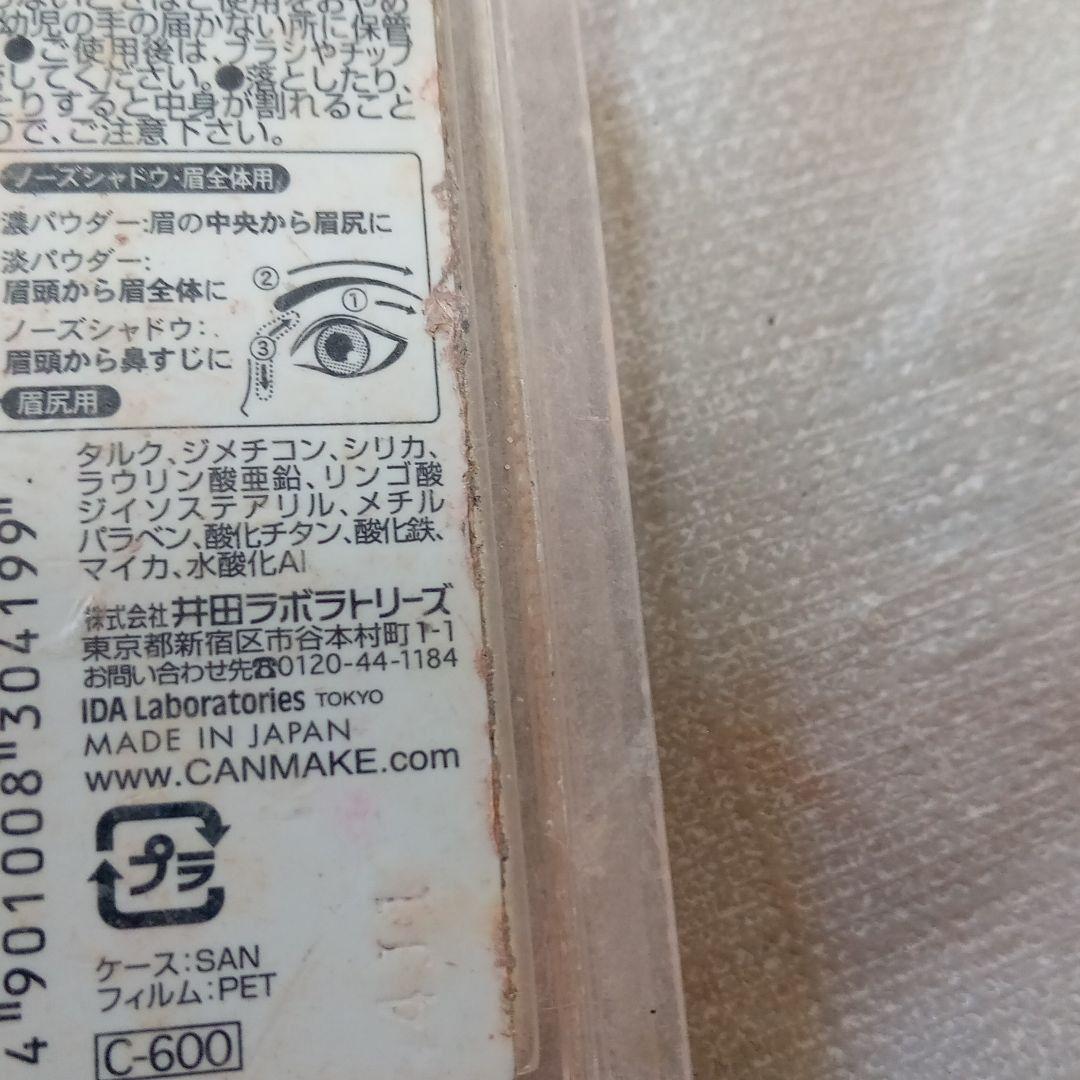 幼児の手の届かない所に保管
●ご使用後は、ブラシやチップ
してください。●落としたり、
たりすると中身が割れること
ので、ご注意下さい。
ノーズシャドウ・眉全体用
濃パウダー:眉の中央から眉尻に
淡パウダー:
眉頭から眉全体に
ノーズシャドウ:
眉頭から鼻すじに
② ① ③
眉尻用
タルク、ジメチコン、シリカ、
ラウリン酸亜鉛、リンゴ酸
ジイソステアリル、メチル
パラベン、酸化チタン、酸化鉄、
マイカ、水酸化Al
株式会社 井田ラボラトリーズ
東京都新宿区市谷本村町1-1
お問い合わせ先☎0120-44-1184
IDA Laboratories TOKYO
MADE IN JAPAN
www.CANMAKE.com
プラ
ケース:SAN
フィルム:PET
C-600
4"901008"304199"